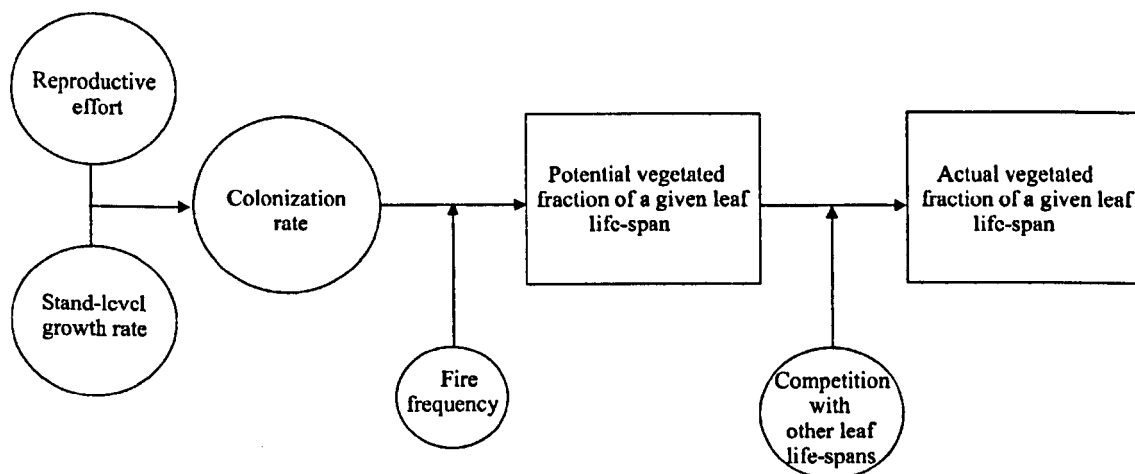 Reproductive
effort
Colonization
rate
Stand-level
growth rate
Fire
frequency
Potential vegetated
fraction of a given leaf
life-span
Competition
with
other leaf
life-spans
Actual vegetated
fraction of a given leaf
life-span